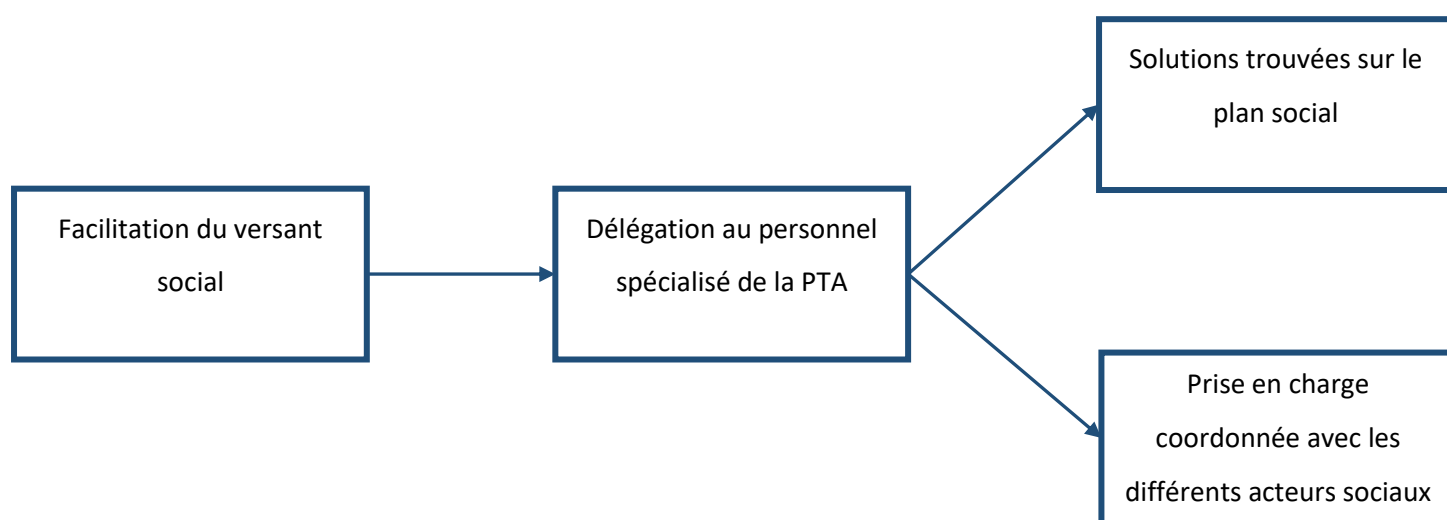 Facilitation du versant
social
Délégation au personnel
spécialisé de la PTA
Solutions trouvées sur le
plan social
Prise en charge
coordonnée avec les
différents acteurs sociaux